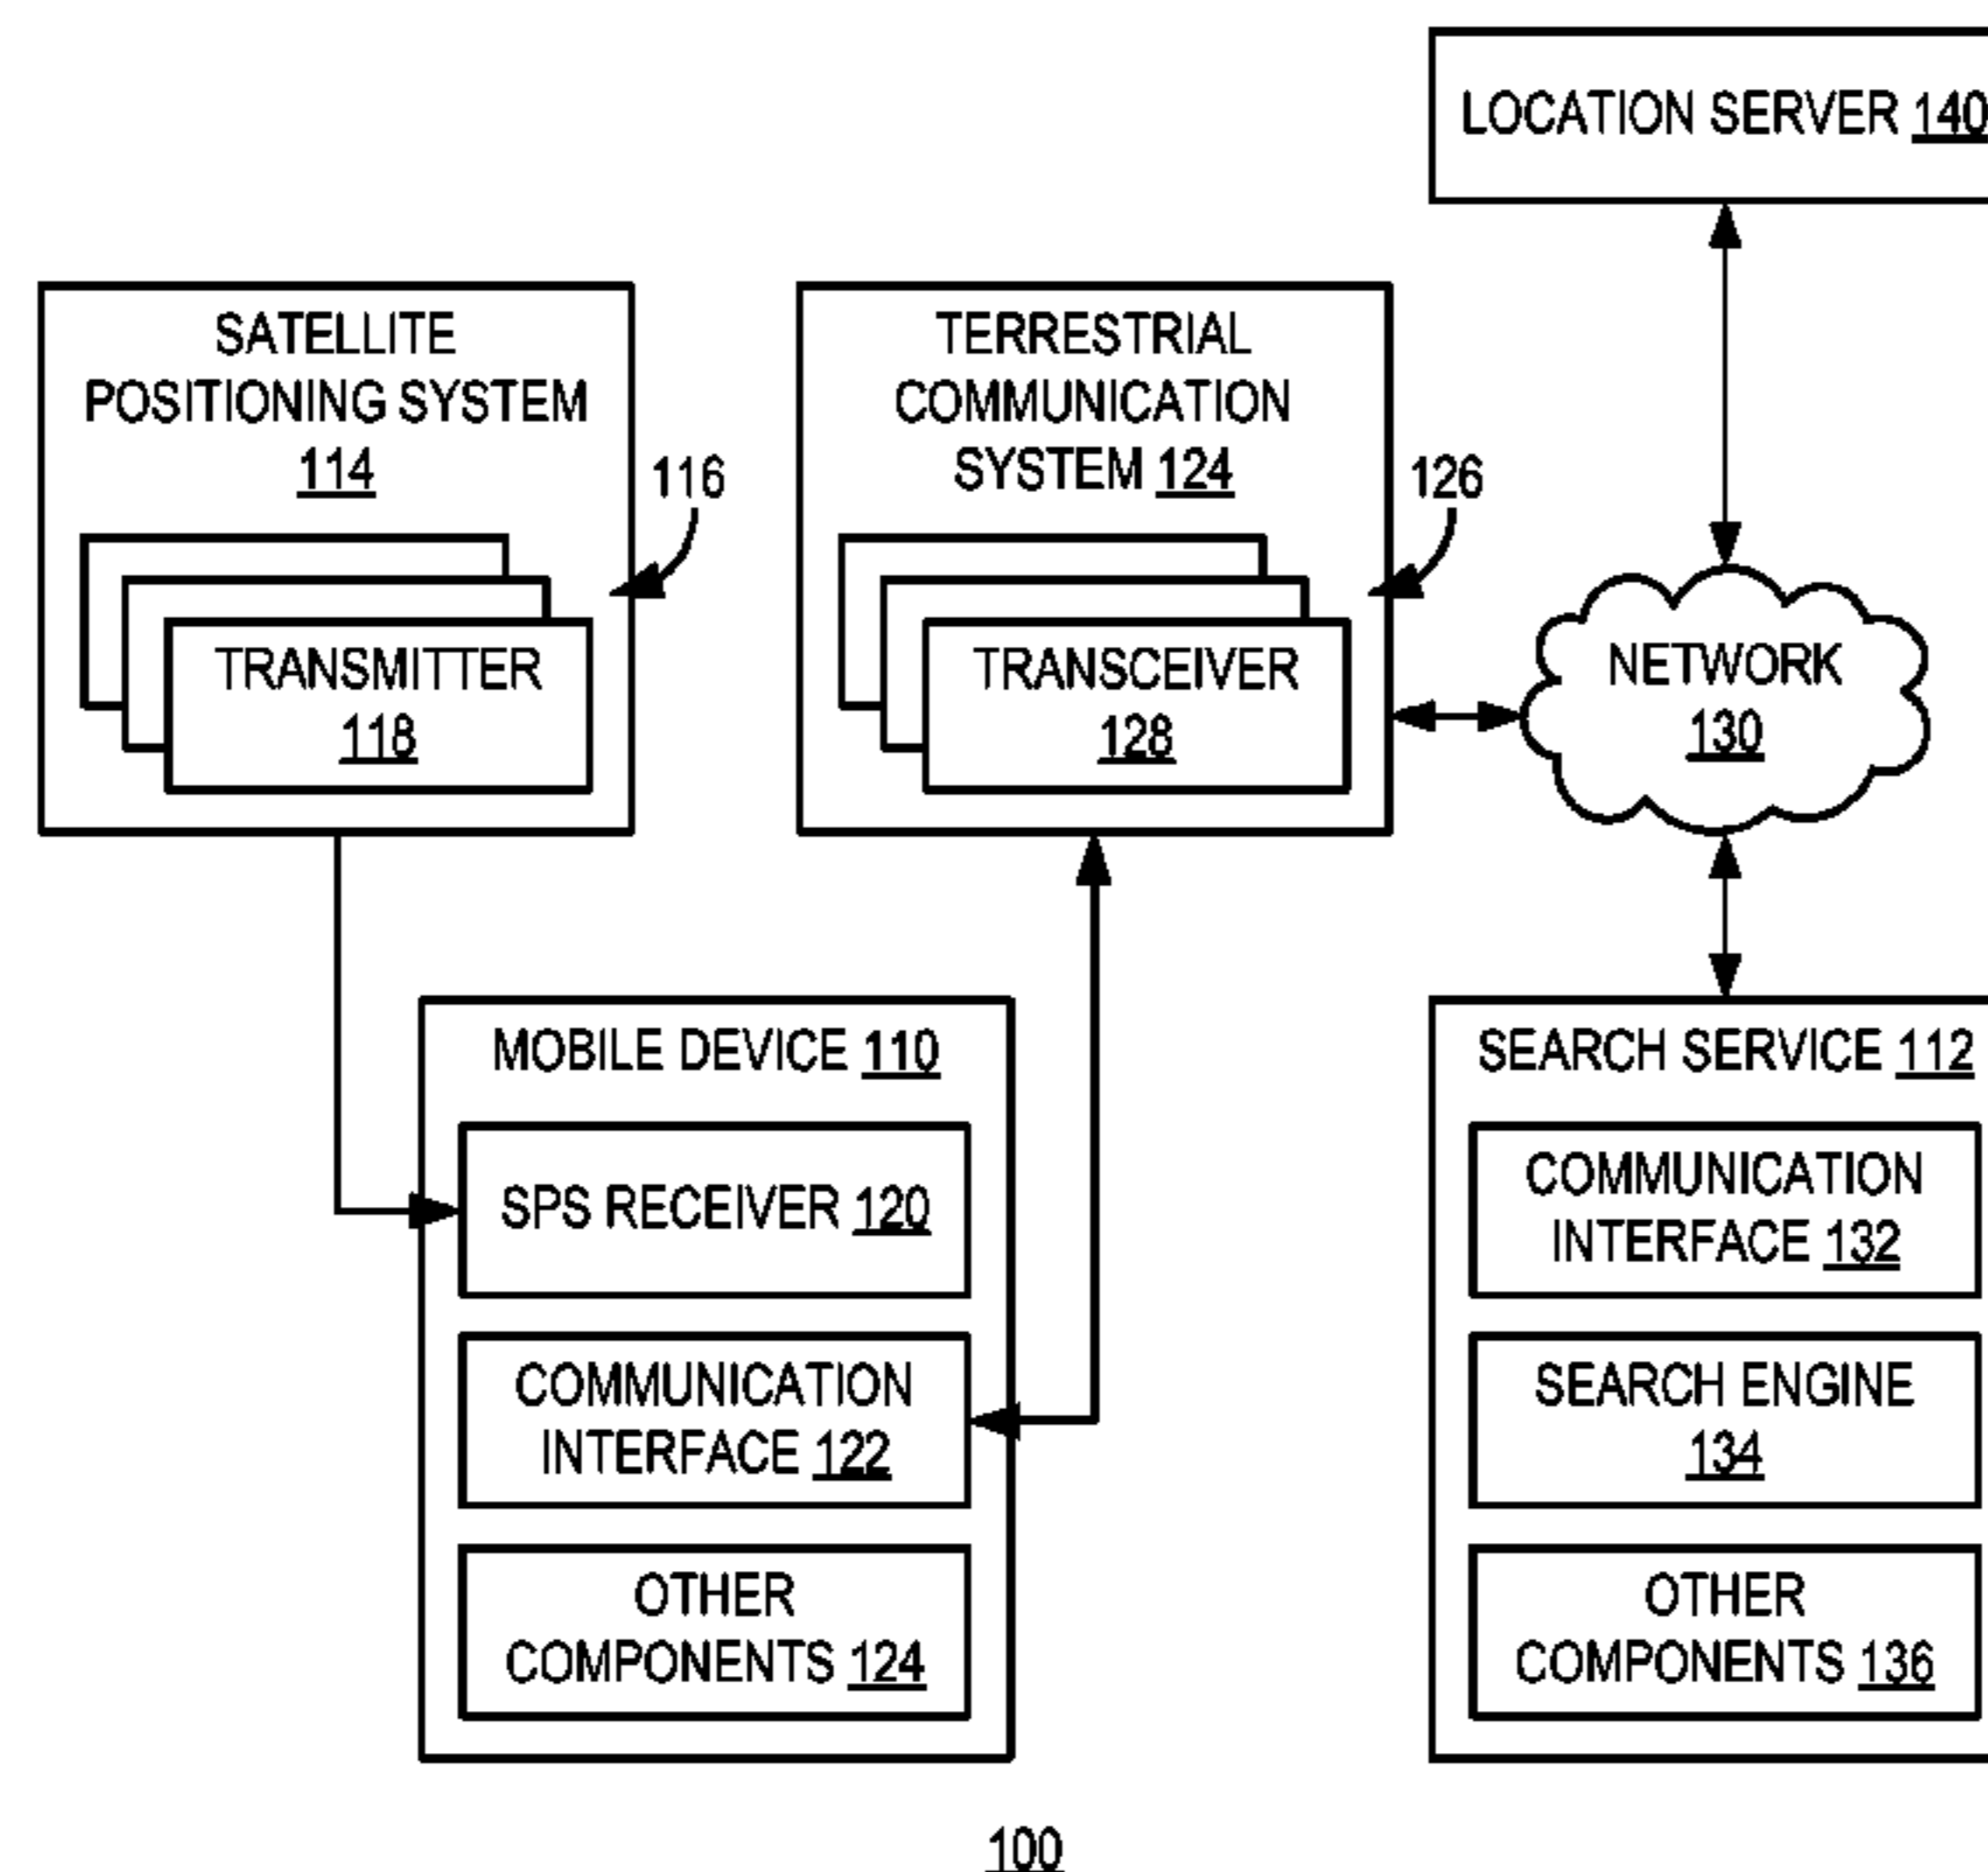 LOCATION SERVER 140
SATELLITE
POSITIONING SYSTEM
114
116
TRANSMITTER
118
TERRESTRIAL
COMMUNICATION
SYSTEM 124
126
TRANSCEIVER
128
NETWORK
130
MOBILE DEVICE 110
SPS RECEIVER 120
COMMUNICATION
INTERFACE 122
OTHER
COMPONENTS 124
SEARCH SERVICE 112
COMMUNICATION
INTERFACE 132
SEARCH ENGINE
134
OTHER
COMPONENTS 136
100